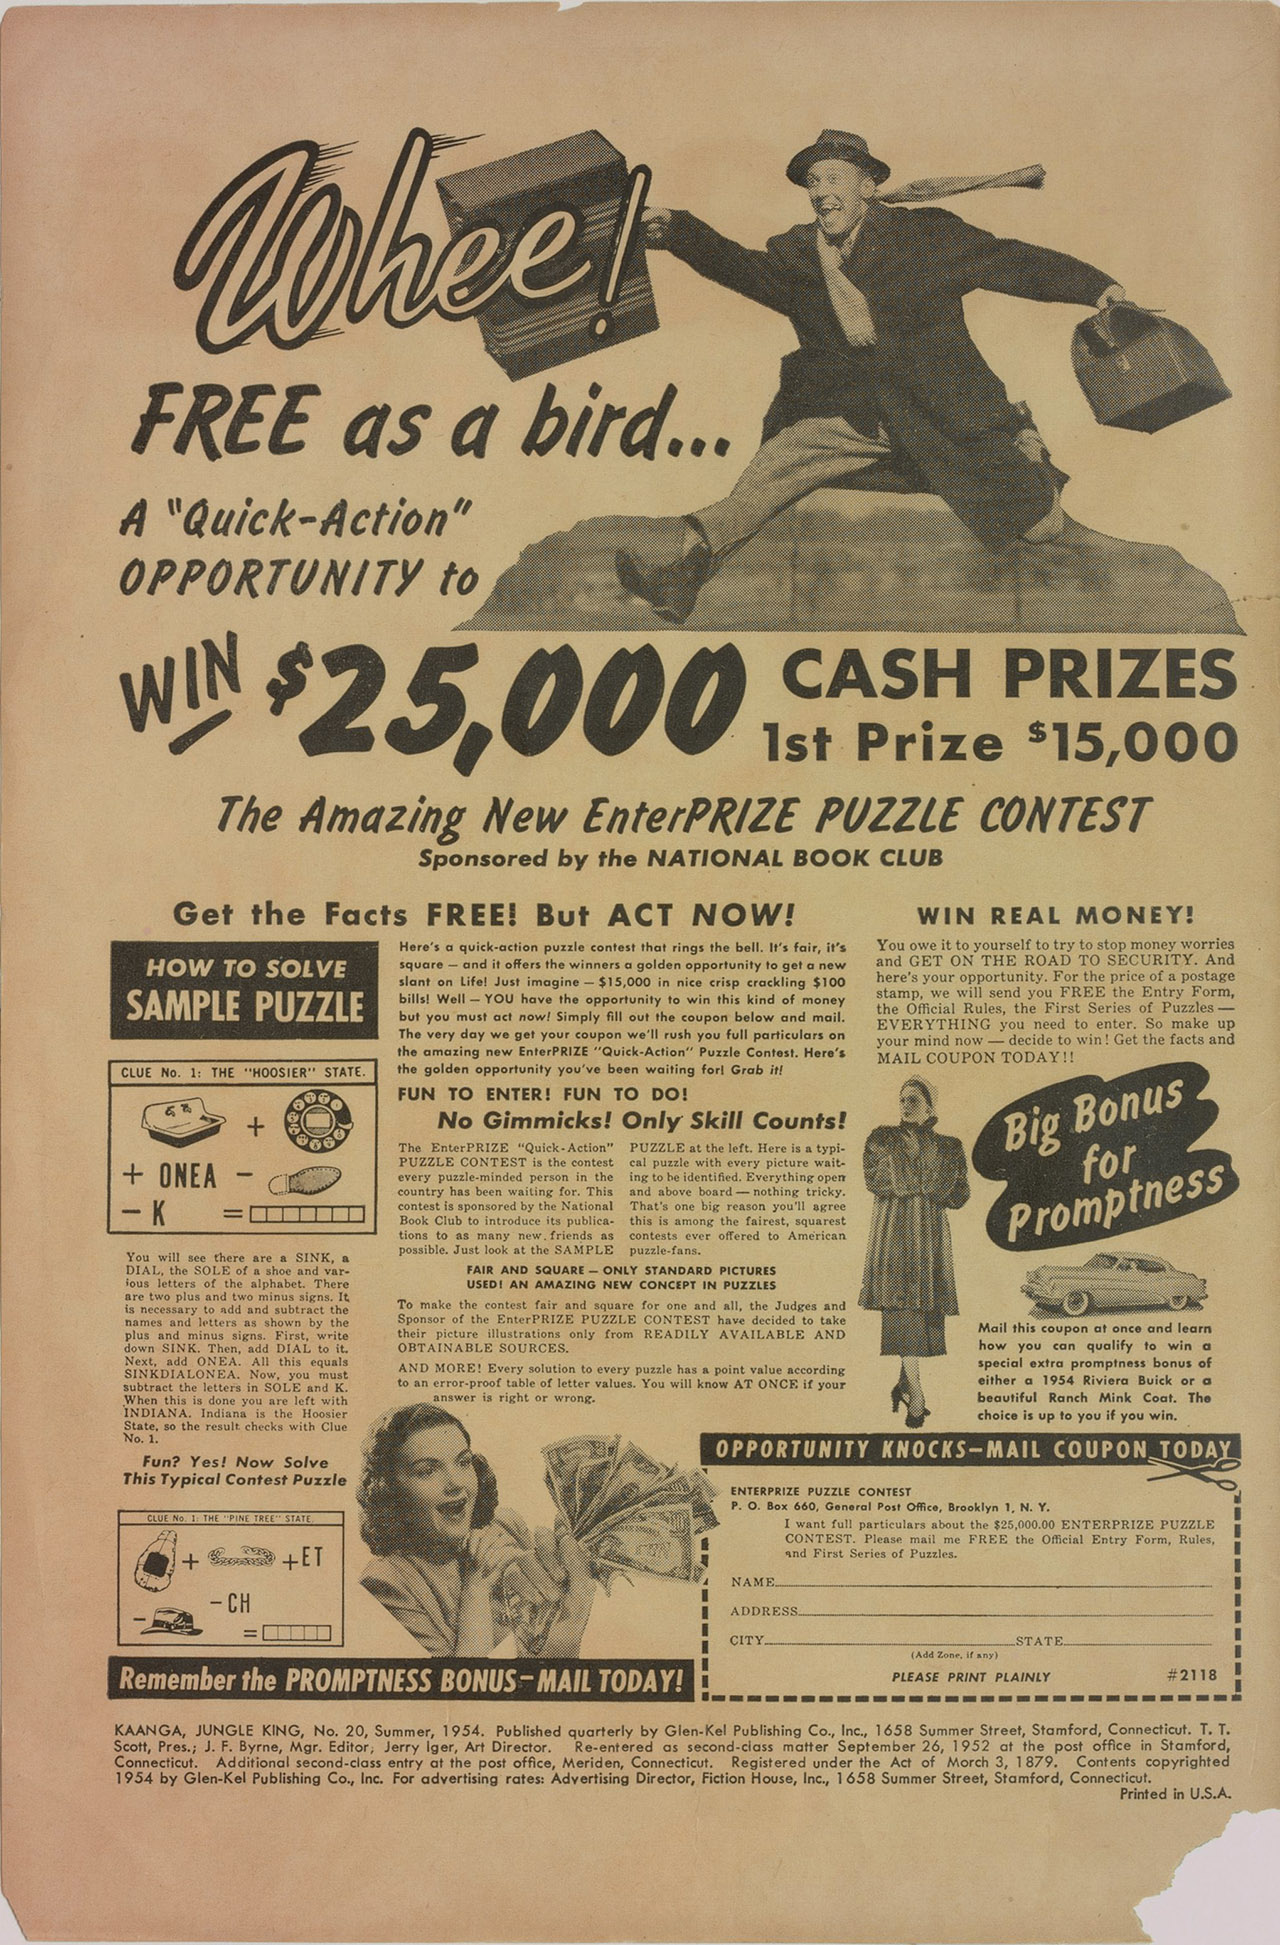 Whee!
FREE as a bird...
A "Quick-Action"
OPPORTUNITY to
WIN $25,000 CASH PRIZES
1st Prize $15,000
The Amazing New EnterPRIZE PUZZLE CONTEST
Sponsored by the NATIONAL BOOK CLUB
Get the Facts FREE! But ACT NOW!
HOW TO SOLVE
SAMPLE PUZZLE
CLUE No. 1: THE "HOOSIER" STATE.
+
+ ONEA −
− K =
You will see there are a SINK, a
DIAL, the SOLE of a shoe and var-
ious letters of the alphabet. There
are two plus and two minus signs. It
is necessary to add and subtract the
names and letters as shown by the
plus and minus signs. First, write
down SINK. Then, add DIAL to it.
Next, add ONEA. All this equals
SINKDIALONEA. Now, you must
subtract the letters in SOLE and K.
When this is done you are left with
INDIANA. Indiana is the Hoosier
State, so the result checks with Clue
No. 1.
Fun? Yes! Now Solve
This Typical Contest Puzzle
CLUE No. 1: THE "PINE TREE" STATE.
+ +ET
− −CH
=
Here's a quick-action puzzle contest that rings the bell. It's fair, it's
square — and it offers the winners a golden opportunity to get a new
slant on Life! Just imagine — $15,000 in nice crisp crackling $100
bills! Well — YOU have the opportunity to win this kind of money
but you must act now! Simply fill out the coupon below and mail.
The very day we get your coupon we'll rush you full particulars on
the amazing new EnterPRIZE "Quick-Action" Puzzle Contest. Here's
the golden opportunity you've been waiting for! Grab it!
FUN TO ENTER! FUN TO DO!
No Gimmicks! Only Skill Counts!
The EnterPRIZE "Quick-Action"
PUZZLE CONTEST is the contest
every puzzle-minded person in the
country has been waiting for. This
contest is sponsored by the National
Book Club to introduce its publica-
tions to as many new friends as
possible. Just look at the SAMPLE
PUZZLE at the left. Here is a typi-
cal puzzle with every picture wait-
ing to be identified. Everything open
and above board — nothing tricky.
That's one big reason you'll agree
this is among the fairest, squarest
contests ever offered to American
puzzle-fans.
FAIR AND SQUARE — ONLY STANDARD PICTURES
USED! AN AMAZING NEW CONCEPT IN PUZZLES
To make the contest fair and square for one and all, the Judges and
Sponsor of the EnterPRIZE PUZZLE CONTEST have decided to take
their picture illustrations only from READILY AVAILABLE AND
OBTAINABLE SOURCES.
AND MORE! Every solution to every puzzle has a point value according
to an error-proof table of letter values. You will know AT ONCE if your
answer is right or wrong.
WIN REAL MONEY!
You owe it to yourself to try to stop money worries
and GET ON THE ROAD TO SECURITY. And
here's your opportunity. For the price of a postage
stamp, we will send you FREE the Entry Form,
the Official Rules, the First Series of Puzzles —
EVERYTHING you need to enter. So make up
your mind now — decide to win! Get the facts and
MAIL COUPON TODAY!!
Big Bonus
for
Promptness
Mail this coupon at once and learn
how you can qualify to win a
special extra promptness bonus of
either a 1954 Riviera Buick or a
beautiful Ranch Mink Coat. The
choice is up to you if you win.
OPPORTUNITY KNOCKS—MAIL COUPON TODAY
ENTERPRIZE PUZZLE CONTEST
P. O. Box 660, General Post Office, Brooklyn 1, N. Y.
I want full particulars about the $25,000.00 ENTERPRIZE PUZZLE
CONTEST. Please mail me FREE the Official Entry Form, Rules,
and First Series of Puzzles.
NAME
ADDRESS
CITY STATE
(Add Zone, if any)
PLEASE PRINT PLAINLY #2118
Remember the PROMPTNESS BONUS—MAIL TODAY!
KAANGA, JUNGLE KING, No. 20, Summer, 1954. Published quarterly by Glen-Kel Publishing Co., Inc., 1658 Summer Street, Stamford, Connecticut. T. T.
Scott, Pres.; J. F. Byrne, Mgr. Editor; Jerry Iger, Art Director. Re-entered as second-class matter September 26, 1952 at the post office in Stamford,
Connecticut. Additional second-class entry at the post office, Meriden, Connecticut. Registered under the Act of March 3, 1879. Contents copyrighted
1954 by Glen-Kel Publishing Co., Inc. For advertising rates: Advertising Director, Fiction House, Inc., 1658 Summer Street, Stamford, Connecticut.
Printed in U.S.A.